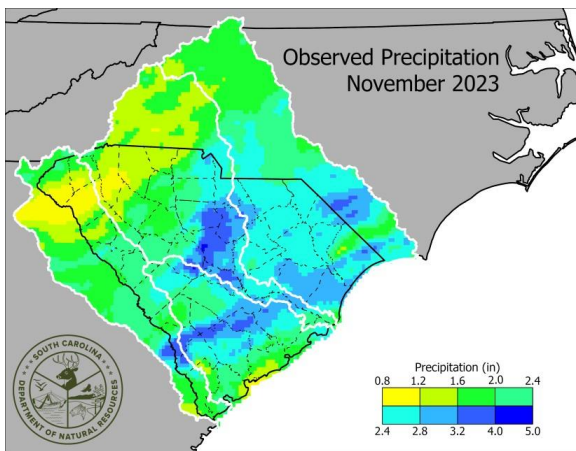 Observed Precipitation
November 2023
SOUTH CAROLINA
DEPARTMENT OF NATURAL RESOURCES
Precipitation (in)
0.8 1.2 1.6 2.0 2.4
2.4 2.8 3.2 4.0 5.0